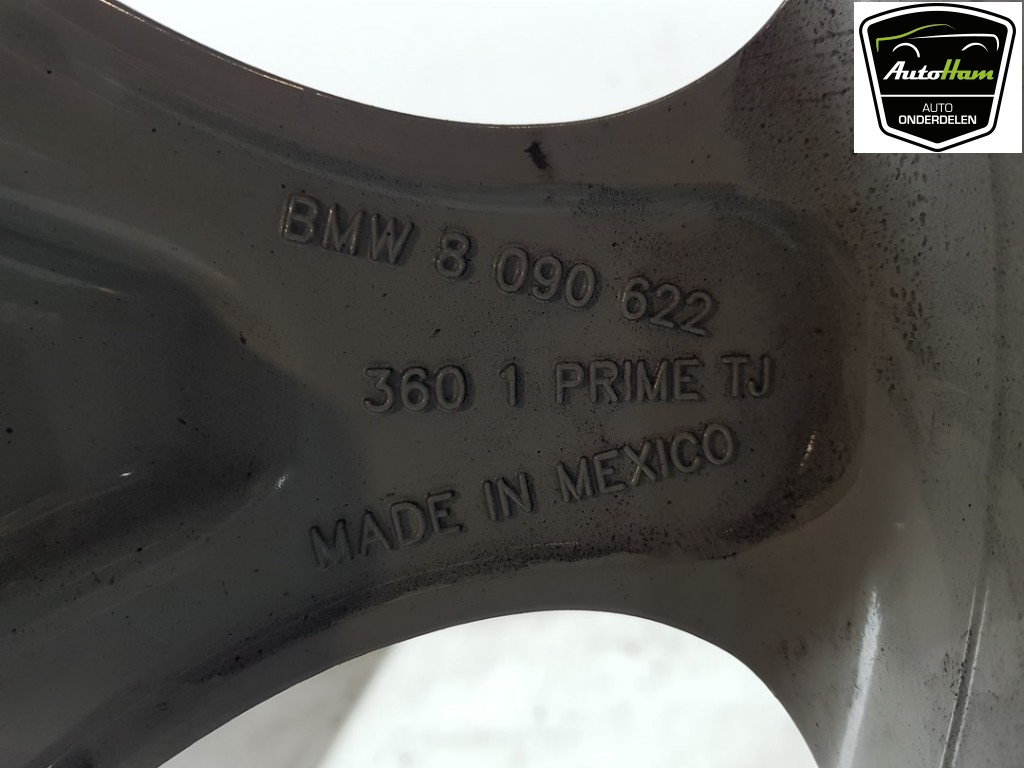 AutoHam
AUTO
ONDERDELEN
BMW 8 090 622
360 1 PRIME TJ
MADE IN MEXICO